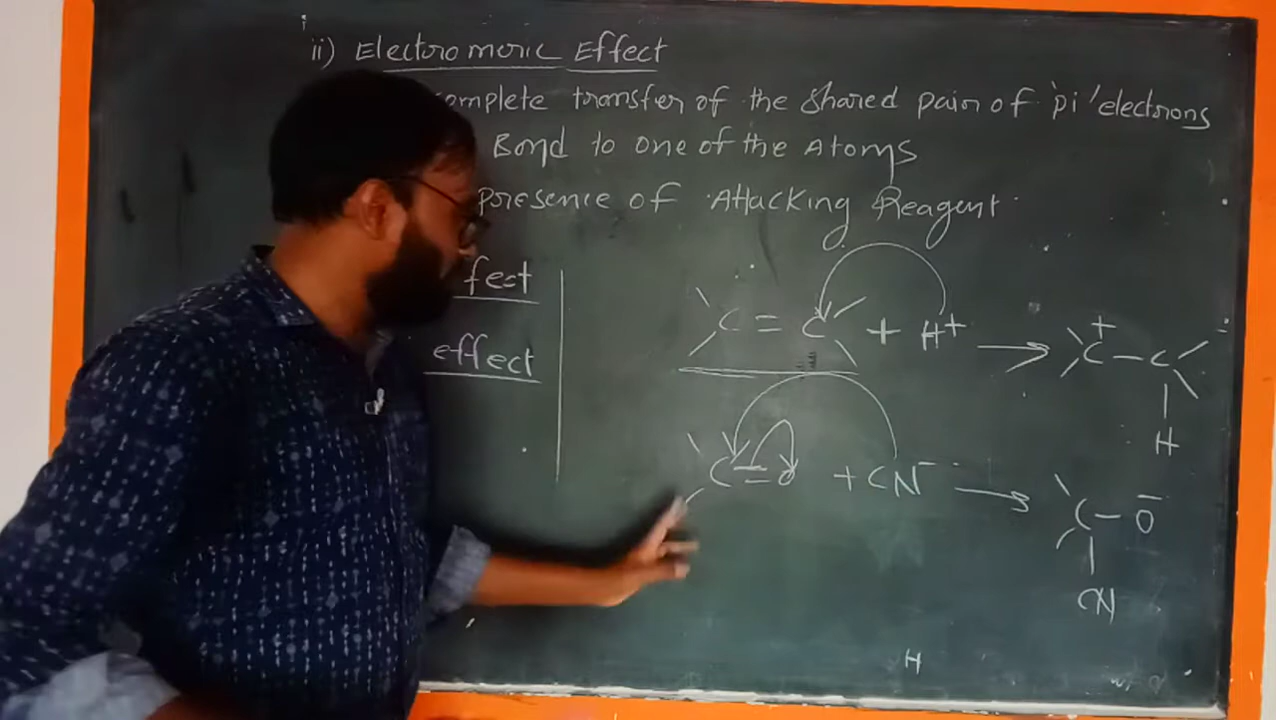 ii) Electoromoric Effect
complete transfer of the shared pair of 'pi' electrons
Bond to one of the Atoms
presence of Attacking Reagent.
fect
effect
C = C + H+ → C+ — C
H
C = O + CN− → C — O−
CN
H